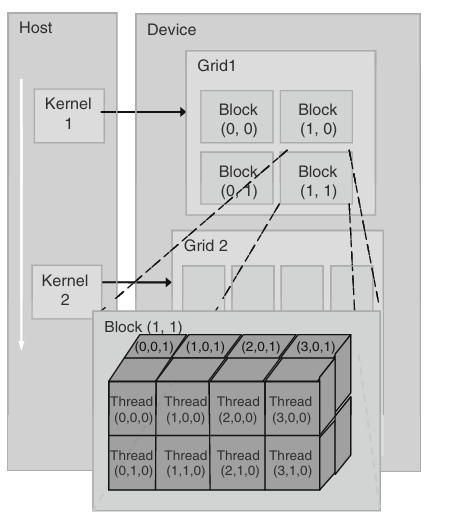 Host
Device
Grid1
Kernel
1
Block
(0, 0)
Block
(1, 0)
Block
(0, 1)
Block
(1, 1)
Grid 2
Kernel
2
Block (1, 1)
(0,0,1) (1,0,1) (2,0,1) (3,0,1)
Thread Thread Thread Thread
(0,0,0) (1,0,0) (2,0,0) (3,0,0)
Thread Thread Thread Thread
(0,1,0) (1,1,0) (2,1,0) (3,1,0)